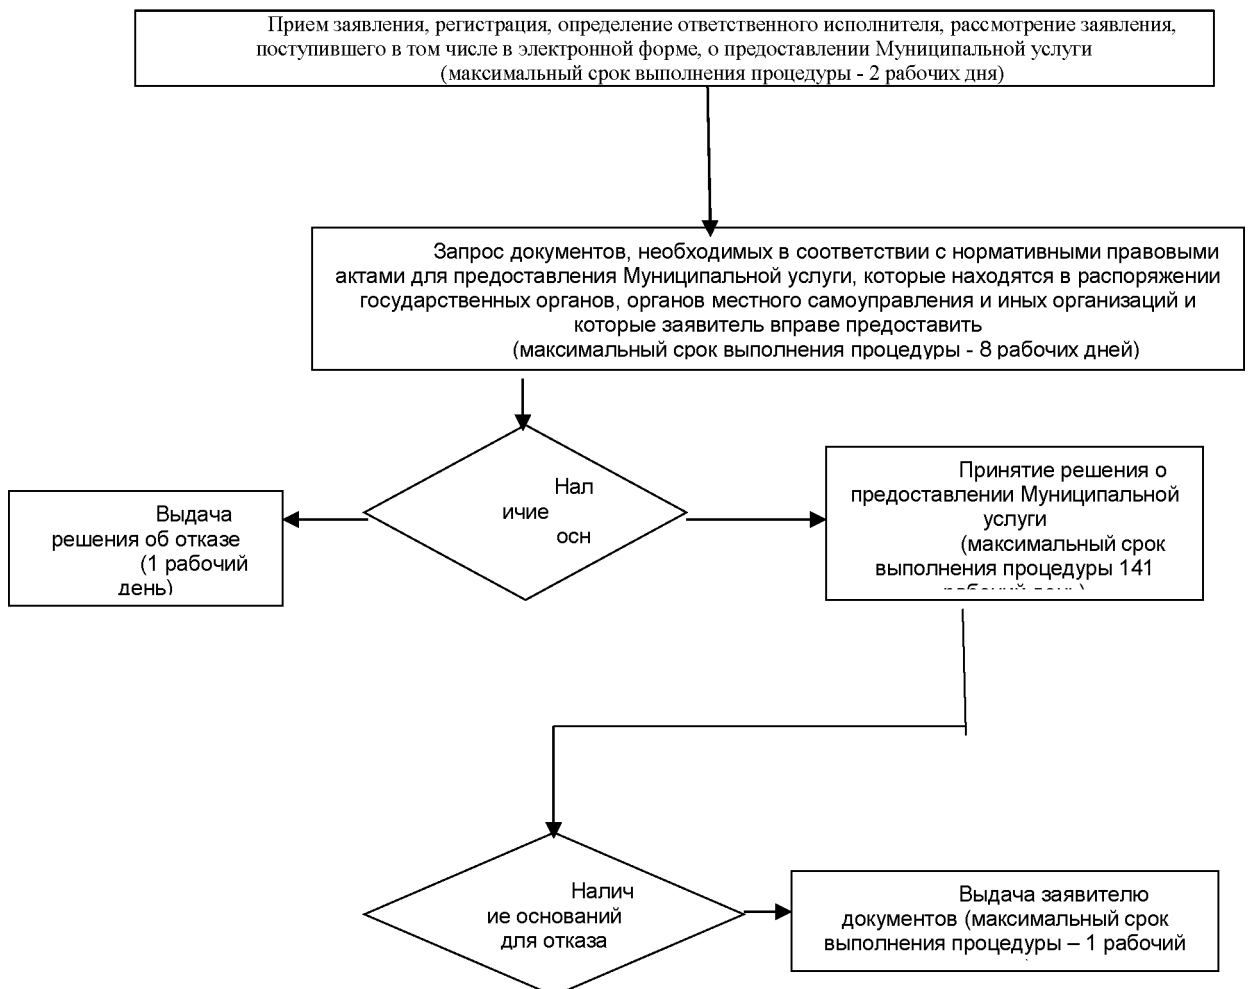 Прием заявления, регистрация, определение ответственного исполнителя, рассмотрение заявления,
поступившего в том числе в электронной форме, о предоставлении Муниципальной услуги
(максимальный срок выполнения процедуры - 2 рабочих дня)
Запрос документов, необходимых в соответствии с нормативными правовыми
актами для предоставления Муниципальной услуги, которые находятся в распоряжении
государственных органов, органов местного самоуправления и иных организаций и
которые заявитель вправе предоставить
(максимальный срок выполнения процедуры - 8 рабочих дней)
Выдача
решения об отказе
(1 рабочий
день)
Нал
ичие
осн
Принятие решения о
предоставлении Муниципальной
услуги
(максимальный срок
выполнения процедуры 141
рабочий день)
Налич
ие оснований
для отказа
Выдача заявителю
документов (максимальный срок
выполнения процедуры – 1 рабочий